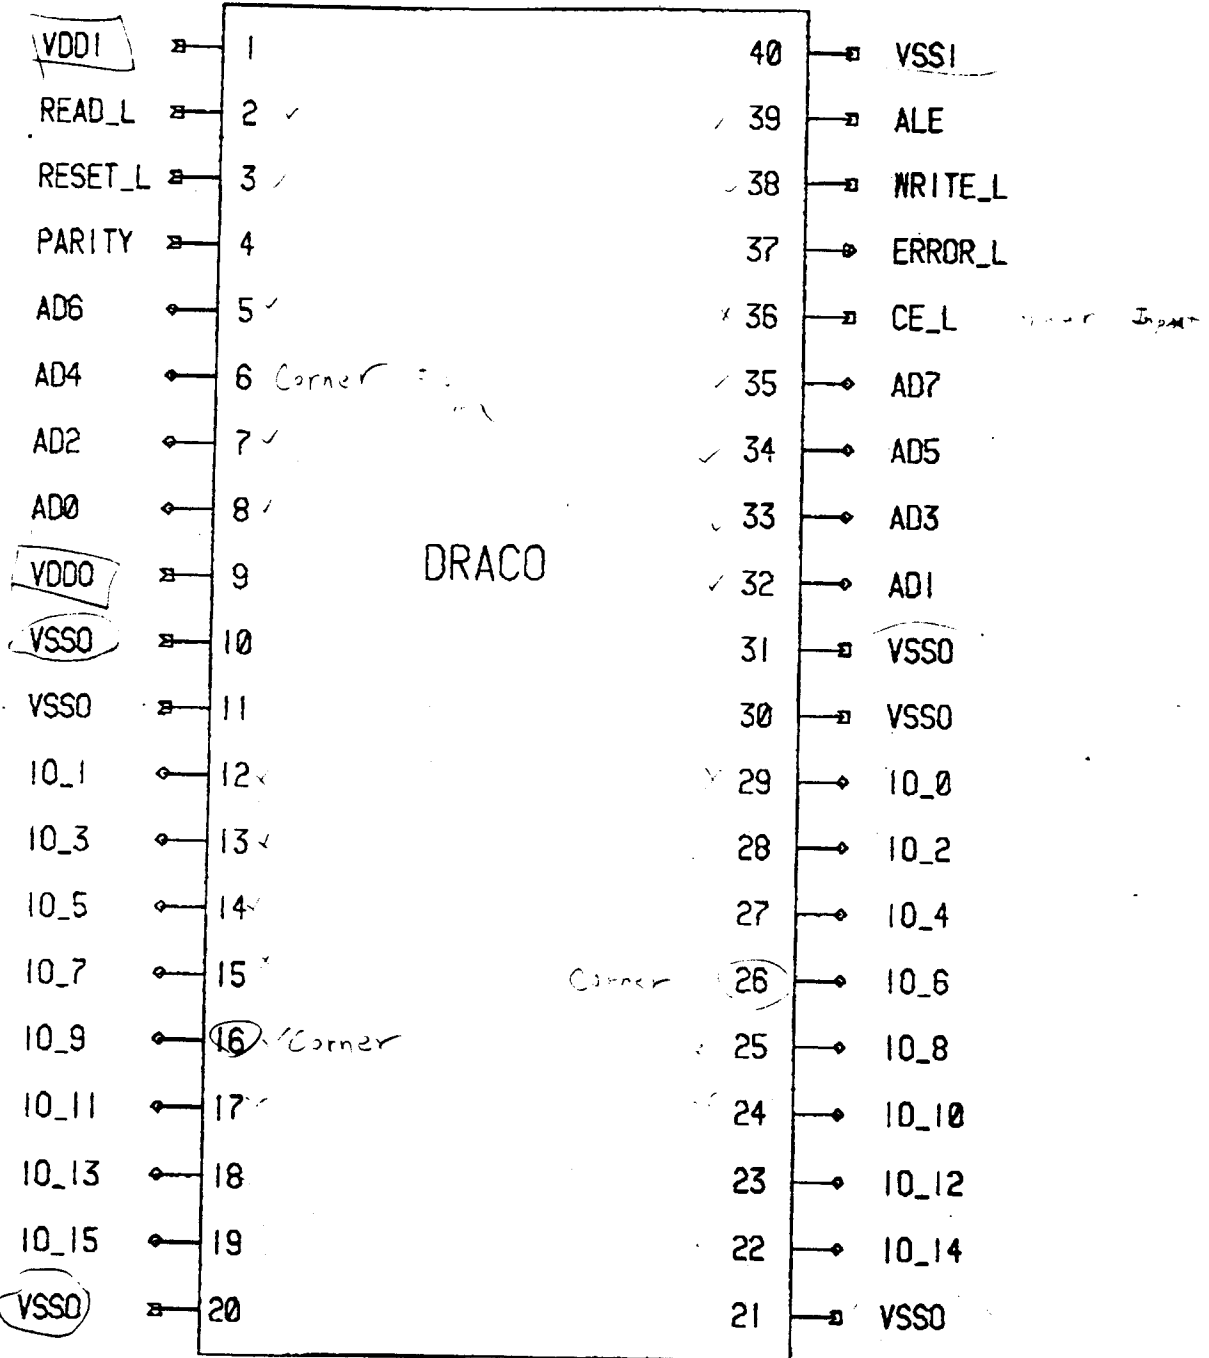 VDDI 1 40 VSSI
READ_L 2 39 ALE
RESET_L 3 38 WRITE_L
PARITY 4 37 ERROR_L
AD6 5 36 CE_L Input
AD4 6 Corner 35 AD7
AD2 7 34 AD5
AD0 8 33 AD3
VDDO 9 DRACO 32 AD1
VSSO 10 31 VSSO
VSSO 11 30 VSSO
IO_1 12 29 IO_0
IO_3 13 28 IO_2
IO_5 14 27 IO_4
IO_7 15 Corner 26 IO_6
IO_9 16 Corner 25 IO_8
IO_11 17 24 IO_10
IO_13 18 23 IO_12
IO_15 19 22 IO_14
VSSO 20 21 VSSO